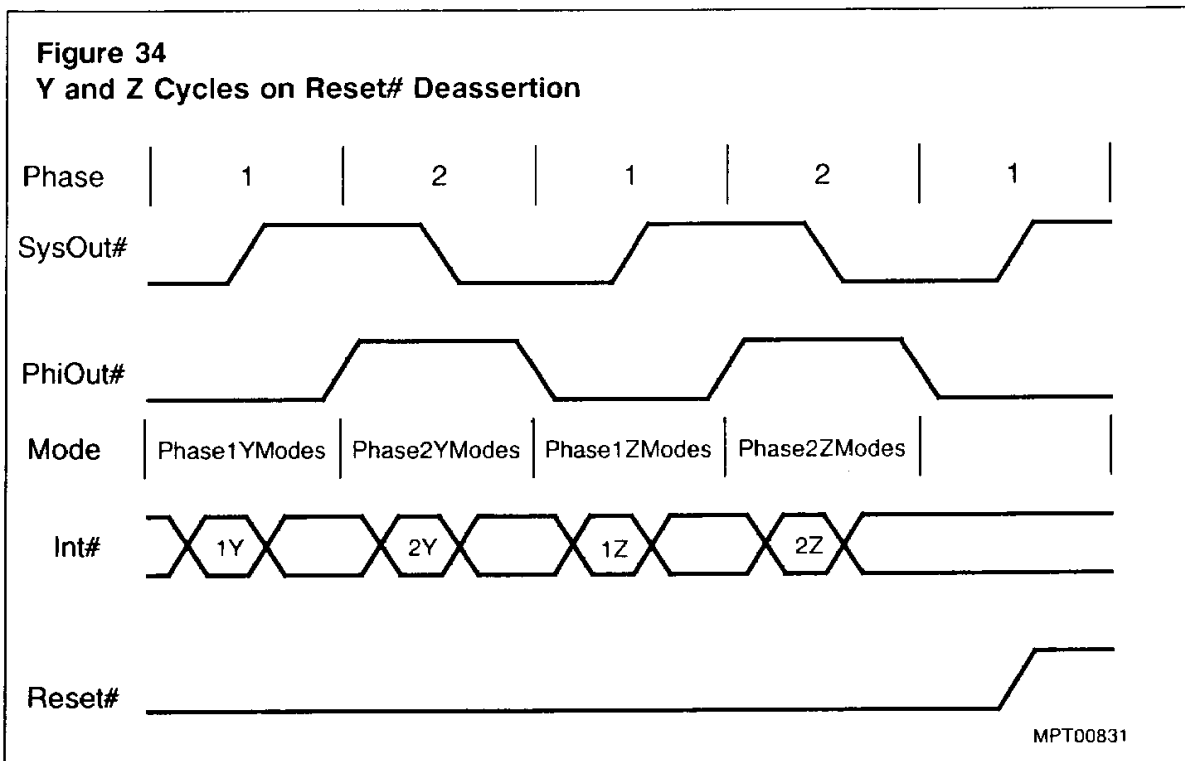 Figure 34
Y and Z Cycles on Reset# Deassertion
Phase 1 2 1 2 1
SysOut#
PhiOut#
Mode Phase1YModes Phase2YModes Phase1ZModes Phase2ZModes
Int# 1Y 2Y 1Z 2Z
Reset#
MPT00831